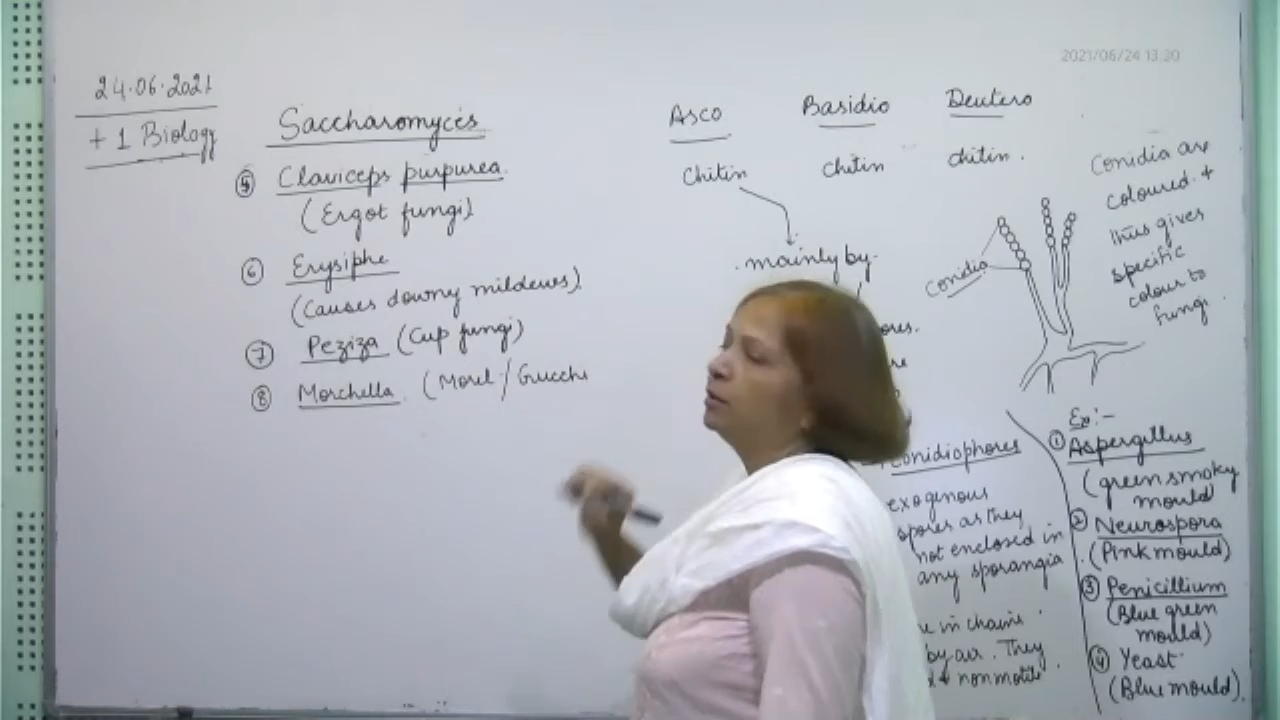 2021/06/24 13:30
24.06.2021
+ 1 Biology
Saccharomyces
⑤ Claviceps purpurea.
(Ergot fungi)
⑥ Erysiphe
(Causes downy mildews)
⑦ Peziza (Cup fungi)
⑧ Morchella. (Morel/Gucchi
Asco Basidio Deutero
Chitin chitin chitin.
mainly by
Conidiophores
exogenous
spores as they
not enclosed in
any sporangia
in chains
by air. They
+ nonmotile.
Conidia
Conidia are
coloured +
thus gives
specific
colour to
fungi.
Ex:-
① Aspergillus
(green smoky
mould
② Neurospora
(Pink mould)
③ Penicillium
(Blue green
mould)
④ Yeast
(Blue mould).